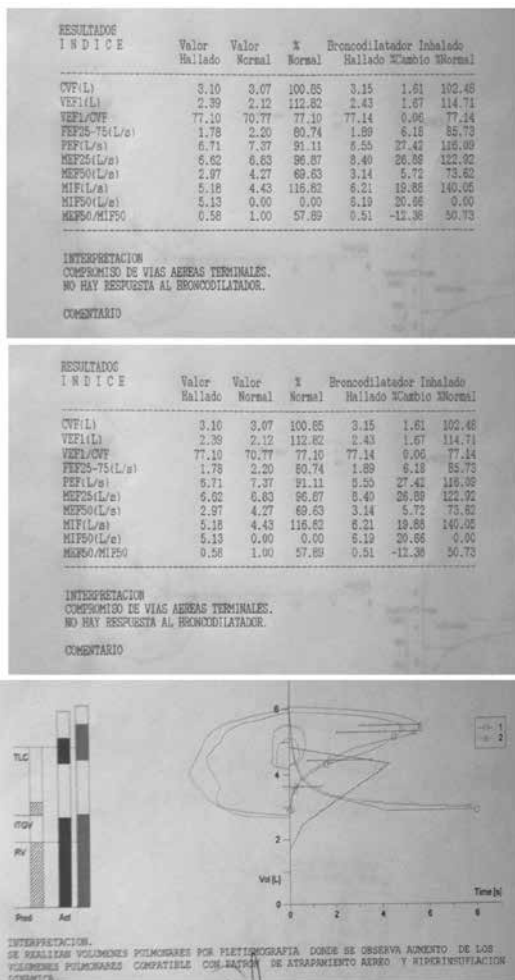 RESULTADOS
INDICE Valor Valor % Broncodilatador Inhalado
Hallado Normal Normal Hallado %Cambio %Normal
CVF(L) 3.10 3.07 100.85 3.15 1.61 102.48
VEF1(L) 2.39 2.12 112.82 2.43 1.67 114.71
VEF1/CVF 77.10 70.77 77.10 77.14 0.06 77.14
FEF25-75(L/s) 1.78 2.20 80.74 1.89 6.18 85.73
PEF(L/s) 6.71 7.37 91.11 8.55 27.42 116.09
MEF25(L/s) 6.62 6.83 96.87 8.40 26.89 122.92
MEF50(L/s) 2.97 4.27 69.63 3.14 5.72 73.62
MIF(L/s) 5.18 4.43 116.82 6.21 19.88 140.05
MIF50(L/s) 5.13 0.00 0.00 6.19 20.66 0.00
MEF50/MIF50 0.58 1.00 57.89 0.51 -12.38 50.73
INTERPRETACION
COMPROMISO DE VIAS AEREAS TERMINALES.
NO HAY RESPUESTA AL BRONCODILATADOR.
COMENTARIO
RESULTADOS
INDICE Valor Valor % Broncodilatador Inhalado
Hallado Normal Normal Hallado %Cambio %Normal
CVF(L) 3.10 3.07 100.85 3.15 1.61 102.48
VEF1(L) 2.39 2.12 112.82 2.43 1.67 114.71
VEF1/CVF 77.10 70.77 77.10 77.14 0.06 77.14
FEF25-75(L/s) 1.78 2.20 80.74 1.89 6.18 85.73
PEF(L/s) 6.71 7.37 91.11 8.55 27.42 116.09
MEF25(L/s) 6.62 6.83 96.87 8.40 26.89 122.92
MEF50(L/s) 2.97 4.27 69.63 3.14 5.72 73.62
MIF(L/s) 5.18 4.43 116.82 6.21 19.88 140.05
MIF50(L/s) 5.13 0.00 0.00 6.19 20.66 0.00
MEF50/MIF50 0.58 1.00 57.89 0.51 -12.38 50.73
INTERPRETACION
COMPROMISO DE VIAS AEREAS TERMINALES.
NO HAY RESPUESTA AL BRONCODILATADOR.
COMENTARIO
TLC
ITGV
RV
Pred Act
6
4
2
0
Vol [L]
Time [s]
0 2 4 6 8
1
2
INTERPRETACION.
SE REALIZAN VOLUMENES PULMONARES POR PLETISMOGRAFIA DONDE SE OBSERVA AUMENTO DE LOS
VOLUMENES PULMONARES COMPATIBLE CON PATRON DE ATRAPAMIENTO AEREO Y HIPERINSUFLACION
DINAMICA.